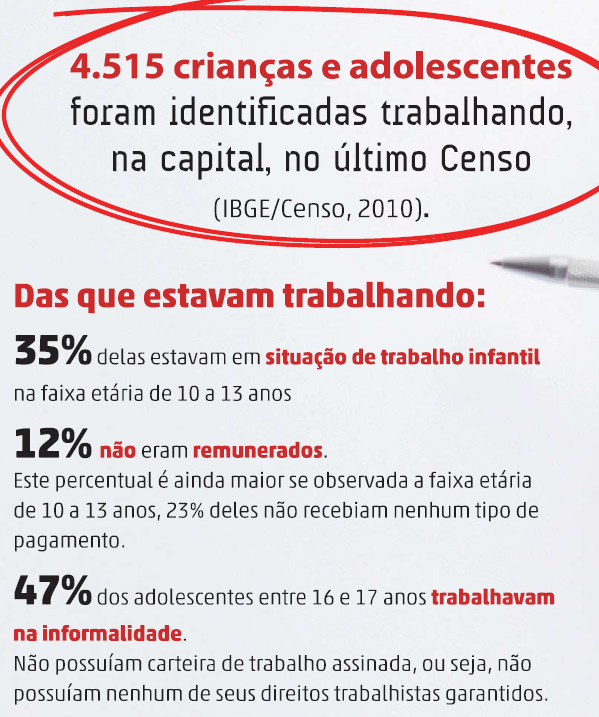 4.515 crianças e adolescentes
foram identificadas trabalhando,
na capital, no último Censo
(IBGE/Censo, 2010).
Das que estavam trabalhando:
35% delas estavam em situação de trabalho infantil
na faixa etária de 10 a 13 anos
12% não eram remunerados.
Este percentual é ainda maior se observada a faixa etária
de 10 a 13 anos, 23% deles não recebiam nenhum tipo de
pagamento.
47% dos adolescentes entre 16 e 17 anos trabalhavam
na informalidade.
Não possuíam carteira de trabalho assinada, ou seja, não
possuíam nenhum de seus direitos trabalhistas garantidos.